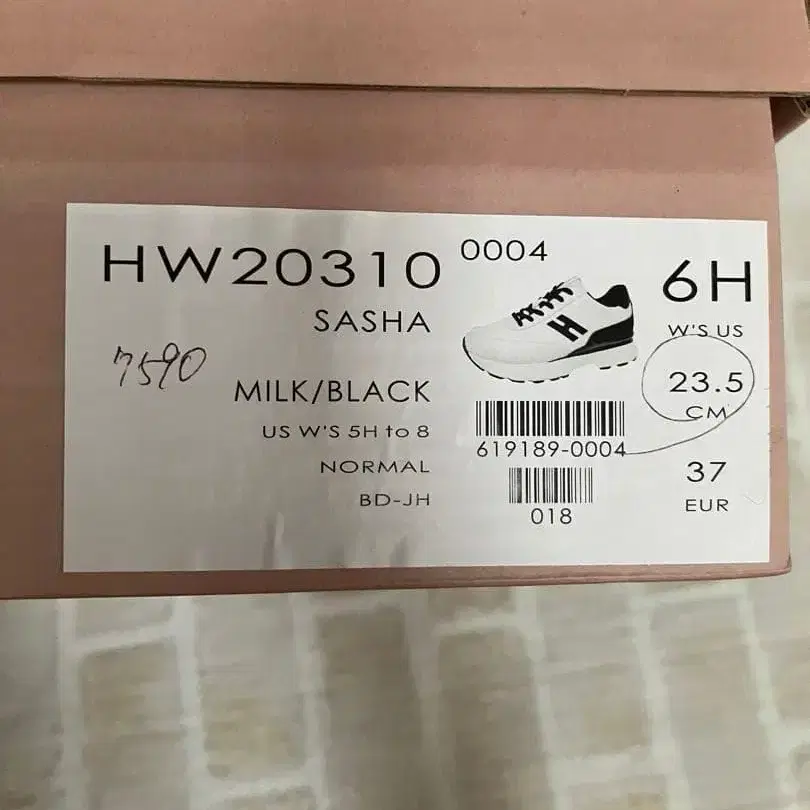 HW20310 0004
SASHA
7590
MILK/BLACK
US W'S 5H to 8
NORMAL
BD-JH
H
619189-0004
018
6H
W'S US
23.5
CM
37
EUR